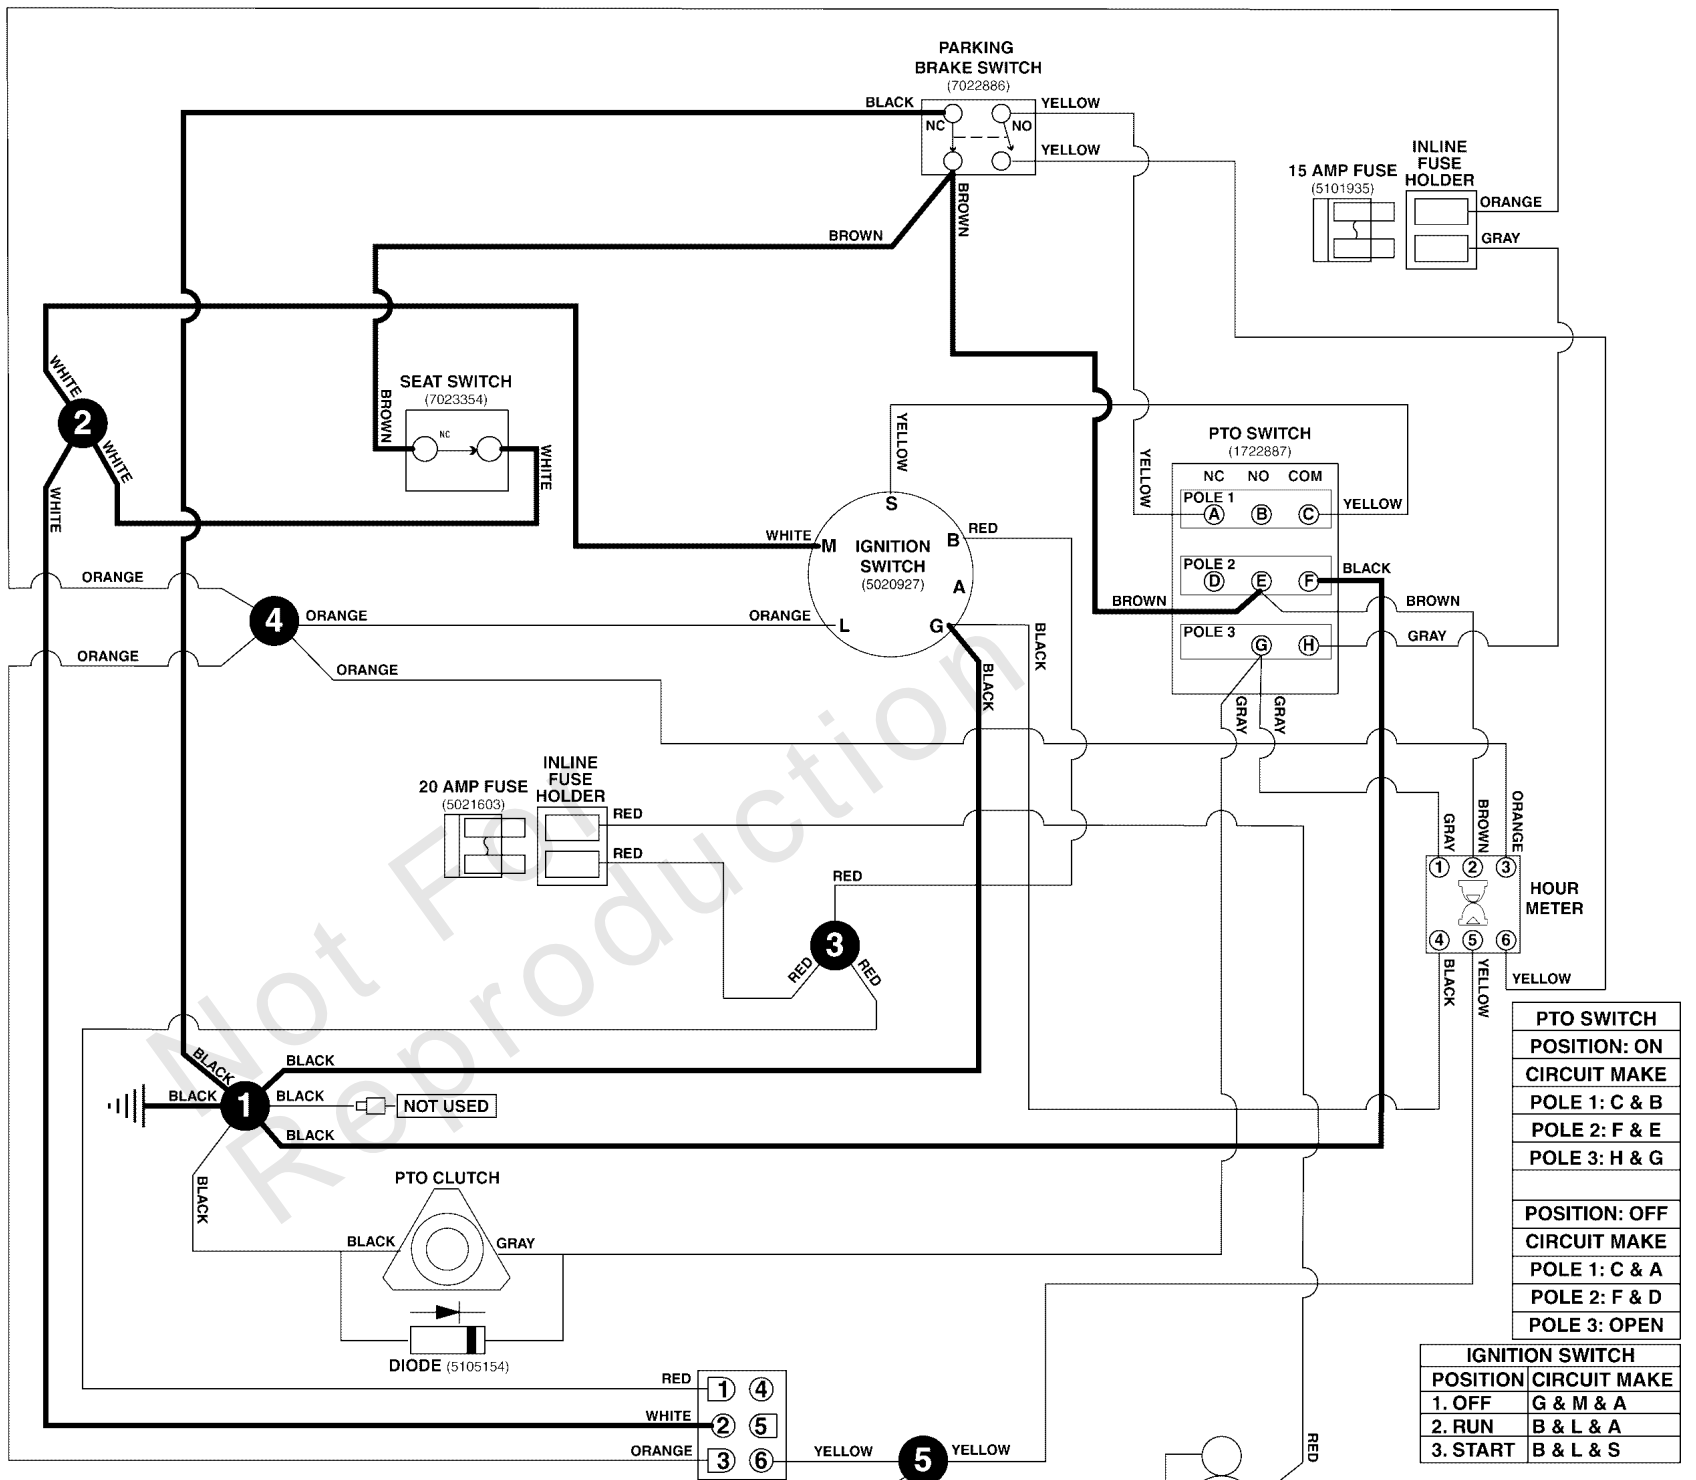 PARKING
BRAKE SWITCH
(7022886)
BLACK
YELLOW
NC
NO
YELLOW
BROWN
BROWN
15 AMP FUSE
(5101935)
INLINE
FUSE
HOLDER
ORANGE
GRAY
WHITE
2
WHITE
WHITE
SEAT SWITCH
(7023354)
BROWN
NC
WHITE
YELLOW
YELLOW
PTO SWITCH
(1722887)
NC NO COM
POLE 1
A B C
YELLOW
POLE 2
D E F
BLACK
BROWN
BROWN
POLE 3
G H
GRAY
GRAY
GRAY
S
RED
B
WHITE
M
IGNITION
SWITCH
(5020927)
A
L
G
BLACK
BLACK
ORANGE
4
ORANGE
ORANGE
ORANGE
ORANGE
20 AMP FUSE
(5021603)
INLINE
FUSE
HOLDER
RED
RED
RED
3
RED
RED
GRAY
BROWN
ORANGE
1 2 3
HOUR
METER
4 5 6
BLACK
YELLOW
YELLOW
Not For
Reproduction
BLACK
BLACK
BLACK
1
BLACK
NOT USED
BLACK
BLACK
PTO CLUTCH
BLACK
GRAY
DIODE (5105154)
RED
1 4
WHITE
2 5
ORANGE
3 6
YELLOW
5
YELLOW
RED
PTO SWITCH
POSITION: ON
CIRCUIT MAKE
POLE 1: C & B
POLE 2: F & E
POLE 3: H & G
POSITION: OFF
CIRCUIT MAKE
POLE 1: C & A
POLE 2: F & D
POLE 3: OPEN
IGNITION SWITCH
POSITION CIRCUIT MAKE
1. OFF G & M & A
2. RUN B & L & A
3. START B & L & S